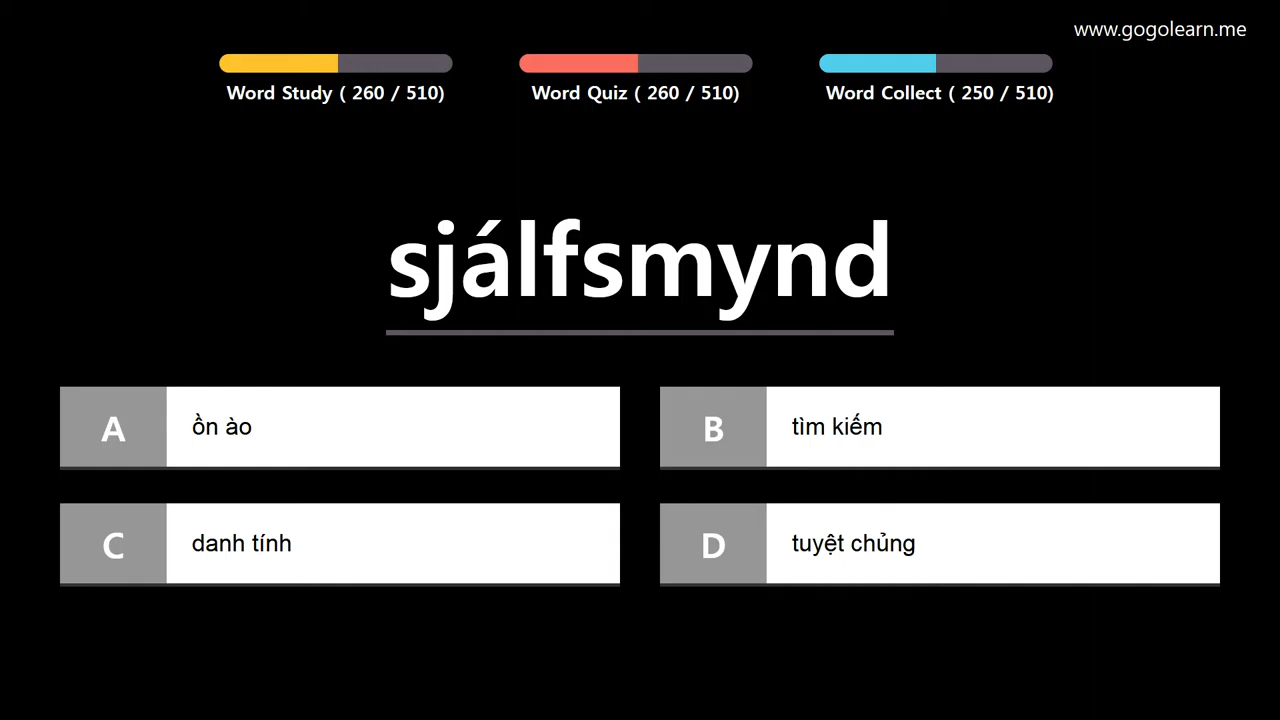 www.gogolearn.me
Word Study ( 260 / 510)
Word Quiz ( 260 / 510)
Word Collect ( 250 / 510)
sjálfsmynd
A
ồn ào
B
tìm kiếm
C
danh tính
D
tuyệt chủng